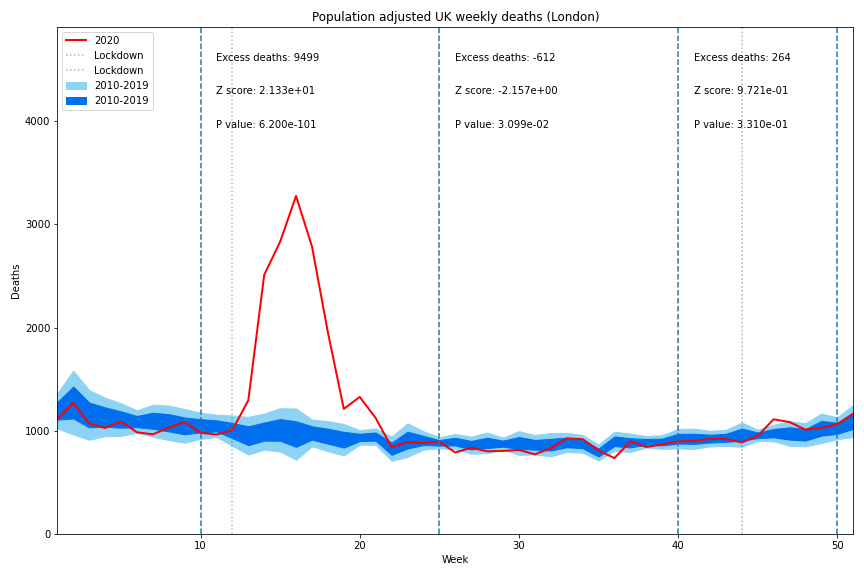 Population adjusted UK weekly deaths (London)
2020
Lockdown
Lockdown
2010-2019
2010-2019
Excess deaths: 9499
Z score: 2.133e+01
P value: 6.200e-101
Excess deaths: -612
Z score: -2.157e+00
P value: 3.099e-02
Excess deaths: 264
Z score: 9.721e-01
P value: 3.310e-01
Deaths
4000
3000
2000
1000
0
10
20
30
40
50
Week